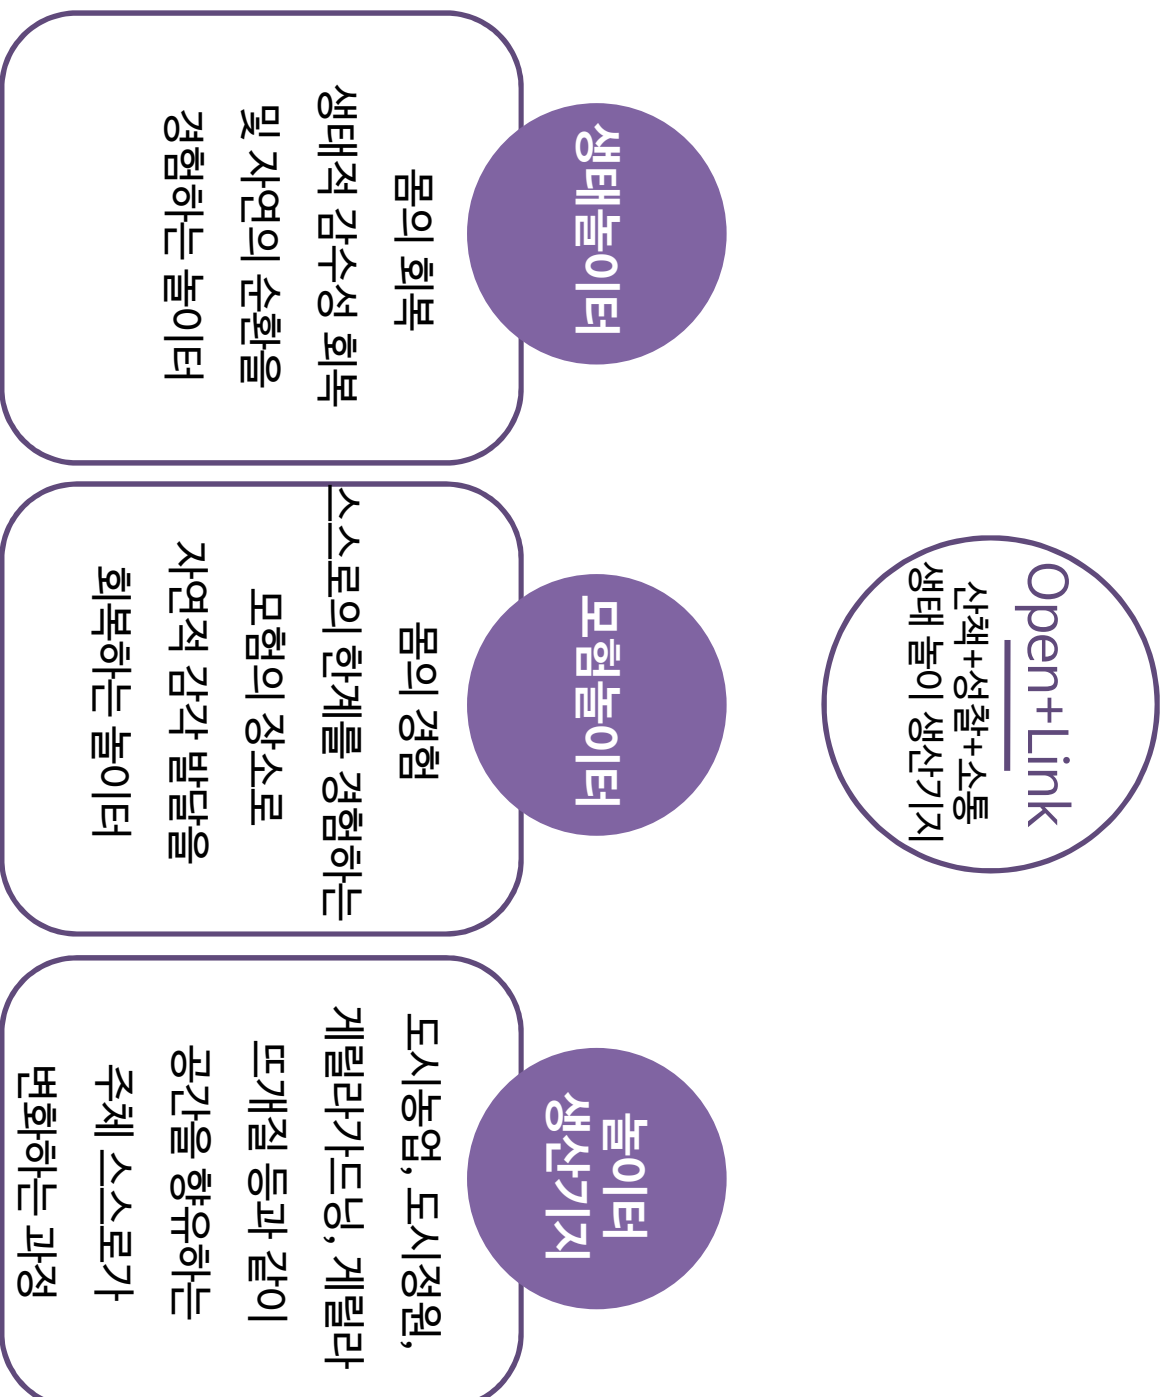 Open+Link
산책+성찰+소통
생태 놀이 생산기지
생태놀이터
몸의 회복
생태적 감수성 회복
및 자연의 순환을
경험하는 놀이터
모험놀이터
몸의 경험
스스로의 한계를 경험하는
모험의 장소로
자연적 감각 발달을
회복하는 놀이터
놀이터
생산기지
도시농업, 도시정원,
게릴라가드닝, 게릴라
뜨개질 등과 같이
공간을 향유하는
주체 스스로가
변화하는 과정